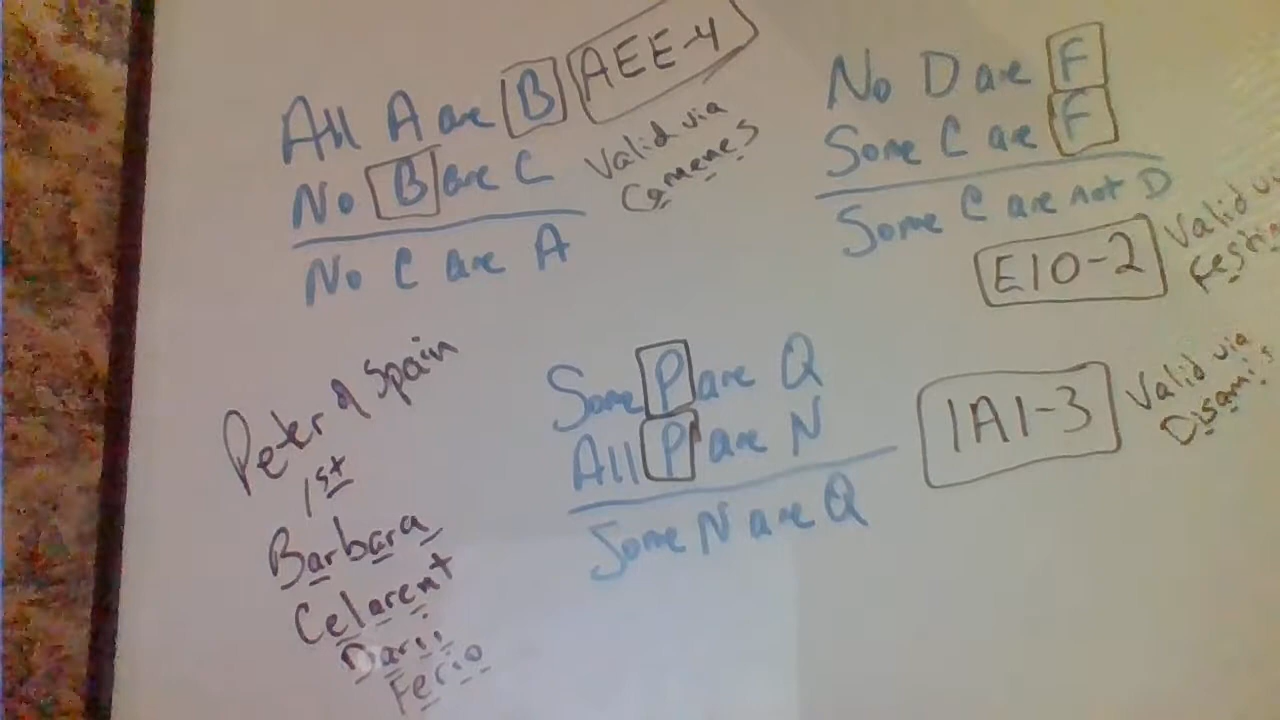 All A are B
No B are C
No C are A
AEE-4
Valid via
Camenes
No D are F
Some C are F
Some C are not D
EIO-2
Valid
Some P are Q
All P are N
Some N are Q
IAI-3
Valid via
Disamis
Peter of Spain
1st
Barbara
Celarent
Darii
Ferio